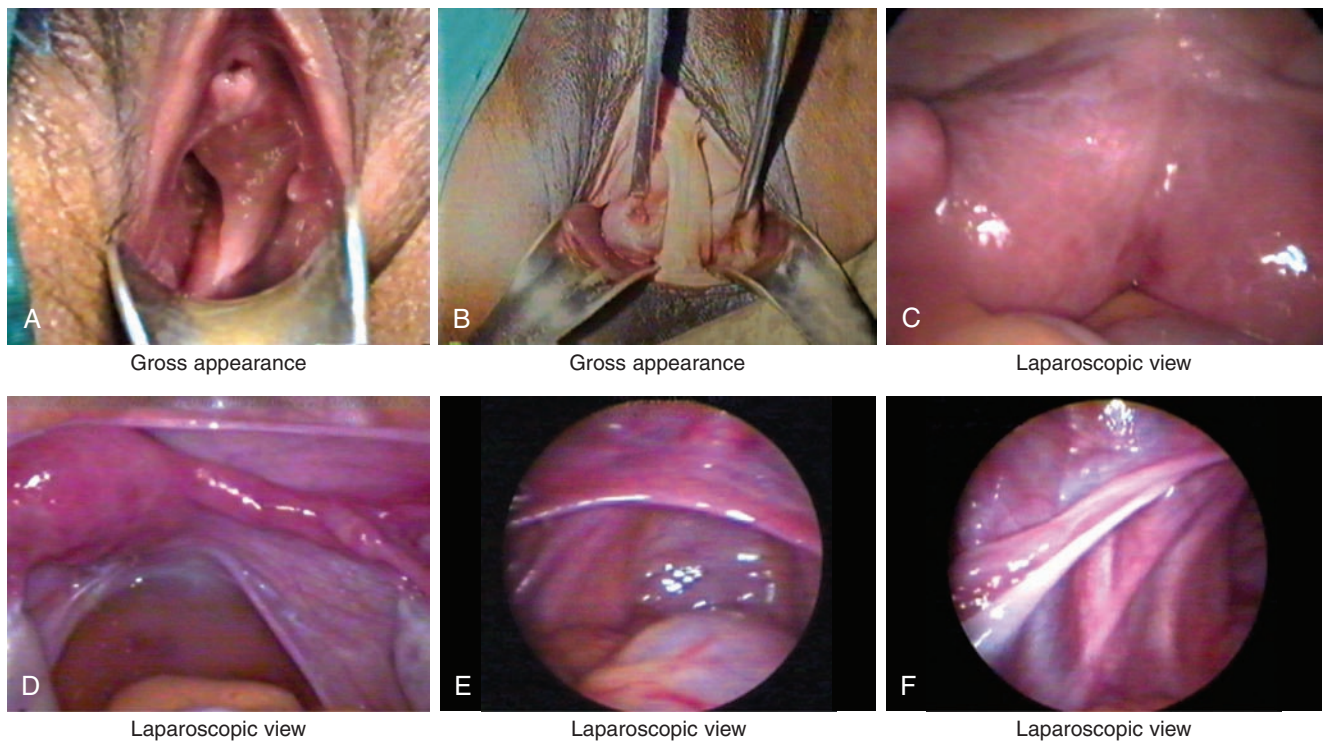 A
Gross appearance
B
Gross appearance
C
Laparoscopic view
D
Laparoscopic view
E
Laparoscopic view
F
Laparoscopic view